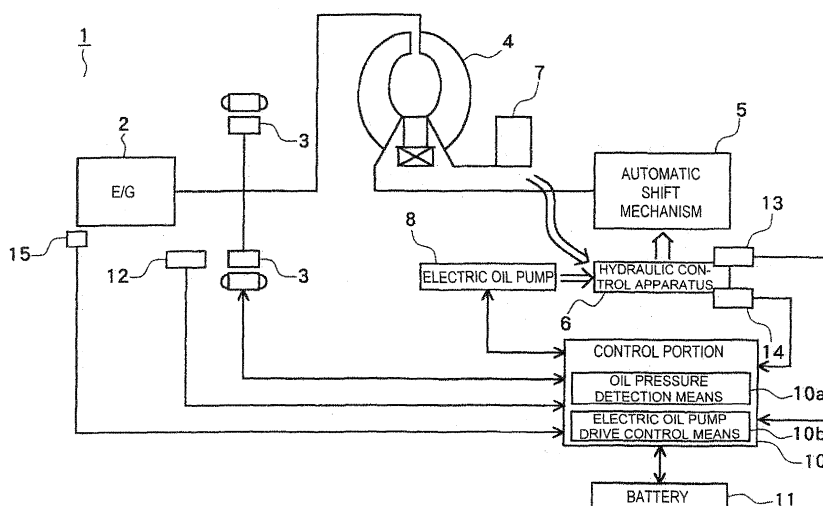 1
4
7
2
3
5
E/G
AUTOMATIC
SHIFT
MECHANISM
13
15
8
12
3
ELECTRIC OIL PUMP
HYDRAULIC CON-
TROL APPARATUS
6
14
CONTROL PORTION
OIL PRESSURE
DETECTION MEANS
10a
ELECTRIC OIL PUMP
DRIVE CONTROL MEANS
10b
10
BATTERY
11